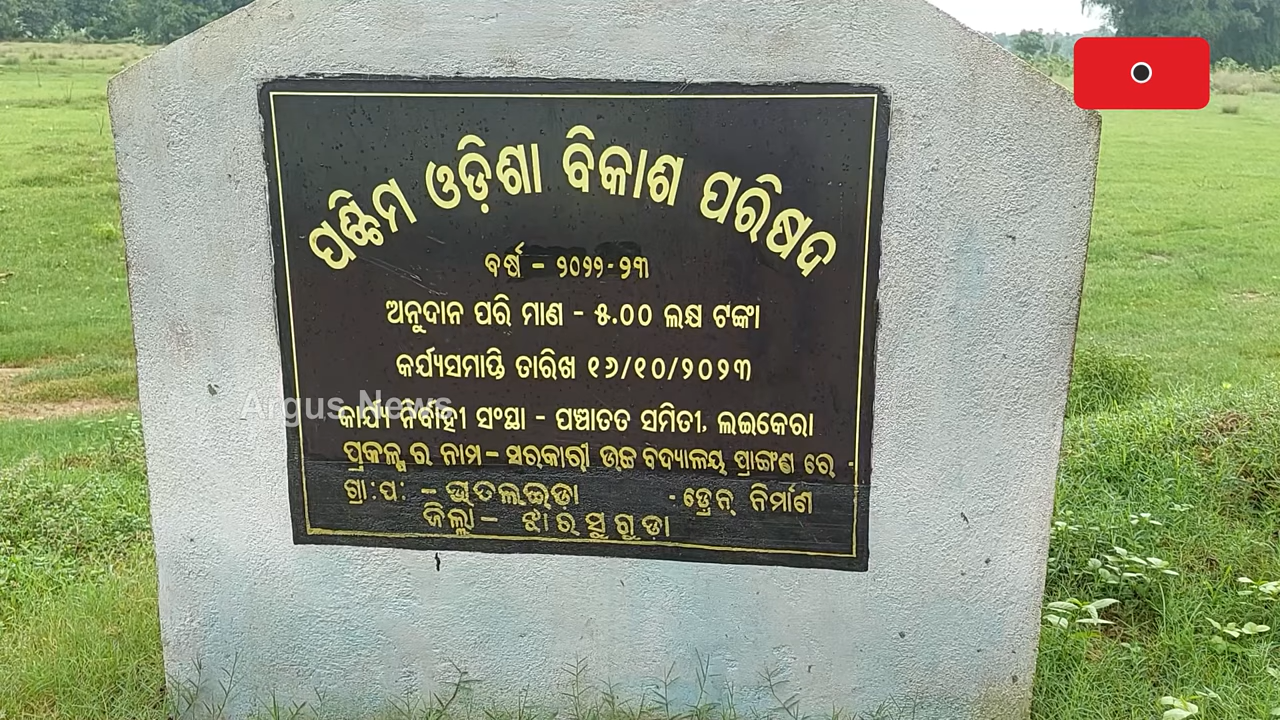 ପଶ୍ଚିମ ଓଡ଼ିଶା ବିକାଶ ପରିଷଦ
ବର୍ଷ - ୨୦୨୨-୨୩
ଅନୁଦାନ ପରି ମାଣ - ୫.୦୦ ଲକ୍ଷ ଟଙ୍କା
କର୍ଯ୍ୟସମାପ୍ତି ତାରିଖ ୧୬/୧୦/୨୦୨୩
Argus News
କାର୍ଯ୍ୟ ନିର୍ବାହୀ ସଂସ୍ଥା - ପଞ୍ଚାତତ ସମିତୀ, ଲଇକେରା
ପ୍ରକଳ୍ପ ର ନାମ - ସରକାରୀ ଉଚ୍ଚ ବିଦ୍ୟାଳୟ ପ୍ରାଙ୍ଗଣ ରେ -
ଗ୍ରା:ପ: - ଭୁତଲଇଡ଼ା - ଡ୍ରେନ୍ ନିର୍ମାଣ
ଜିଲ୍ଲା - ଝାରସୁଗୁଡ଼ା